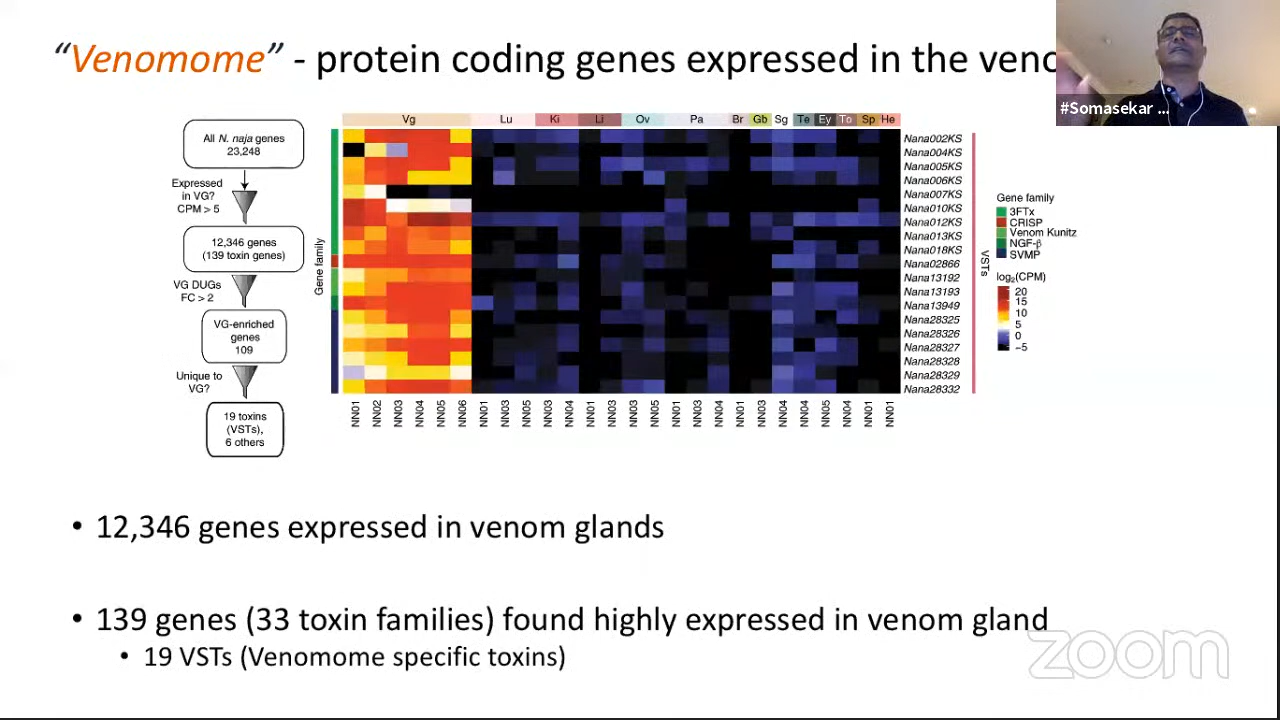 “Venomome” - protein coding genes expressed in the veno
#Somasekar ...
All N. naja genes
23,248
Expressed
in VG?
CPM > 5
12,346 genes
(139 toxin genes)
VG DUGs
FC > 2
VG-enriched
genes
109
Unique to
VG?
19 toxins
(VSTs),
6 others
Vg Lu Ki Li Ov Pa Br Gb Sg Te Ey To Sp He
Gene family
Nana002KS
Nana004KS
Nana005KS
Nana006KS
Nana007KS
Nana010KS
Nana012KS
Nana013KS
Nana018KS
Nana02866
Nana13192
Nana13193
Nana13949
Nana28325
Nana28326
Nana28327
Nana28328
Nana28329
Nana28332
VSTs
NN01 NN02 NN03 NN04 NN05 NN06 NN01 NN03 NN05 NN03 NN04 NN01 NN03 NN04 NN05 NN01 NN03 NN04 NN01 NN03 NN04 NN04 NN05 NN04 NN01 NN01
Gene family
3FTx
CRISP
Venom Kunitz
NGF-β
SVMP
log2(CPM)
20
15
10
5
0
−5
• 12,346 genes expressed in venom glands
• 139 genes (33 toxin families) found highly expressed in venom gland
• 19 VSTs (Venomome specific toxins)
zoom